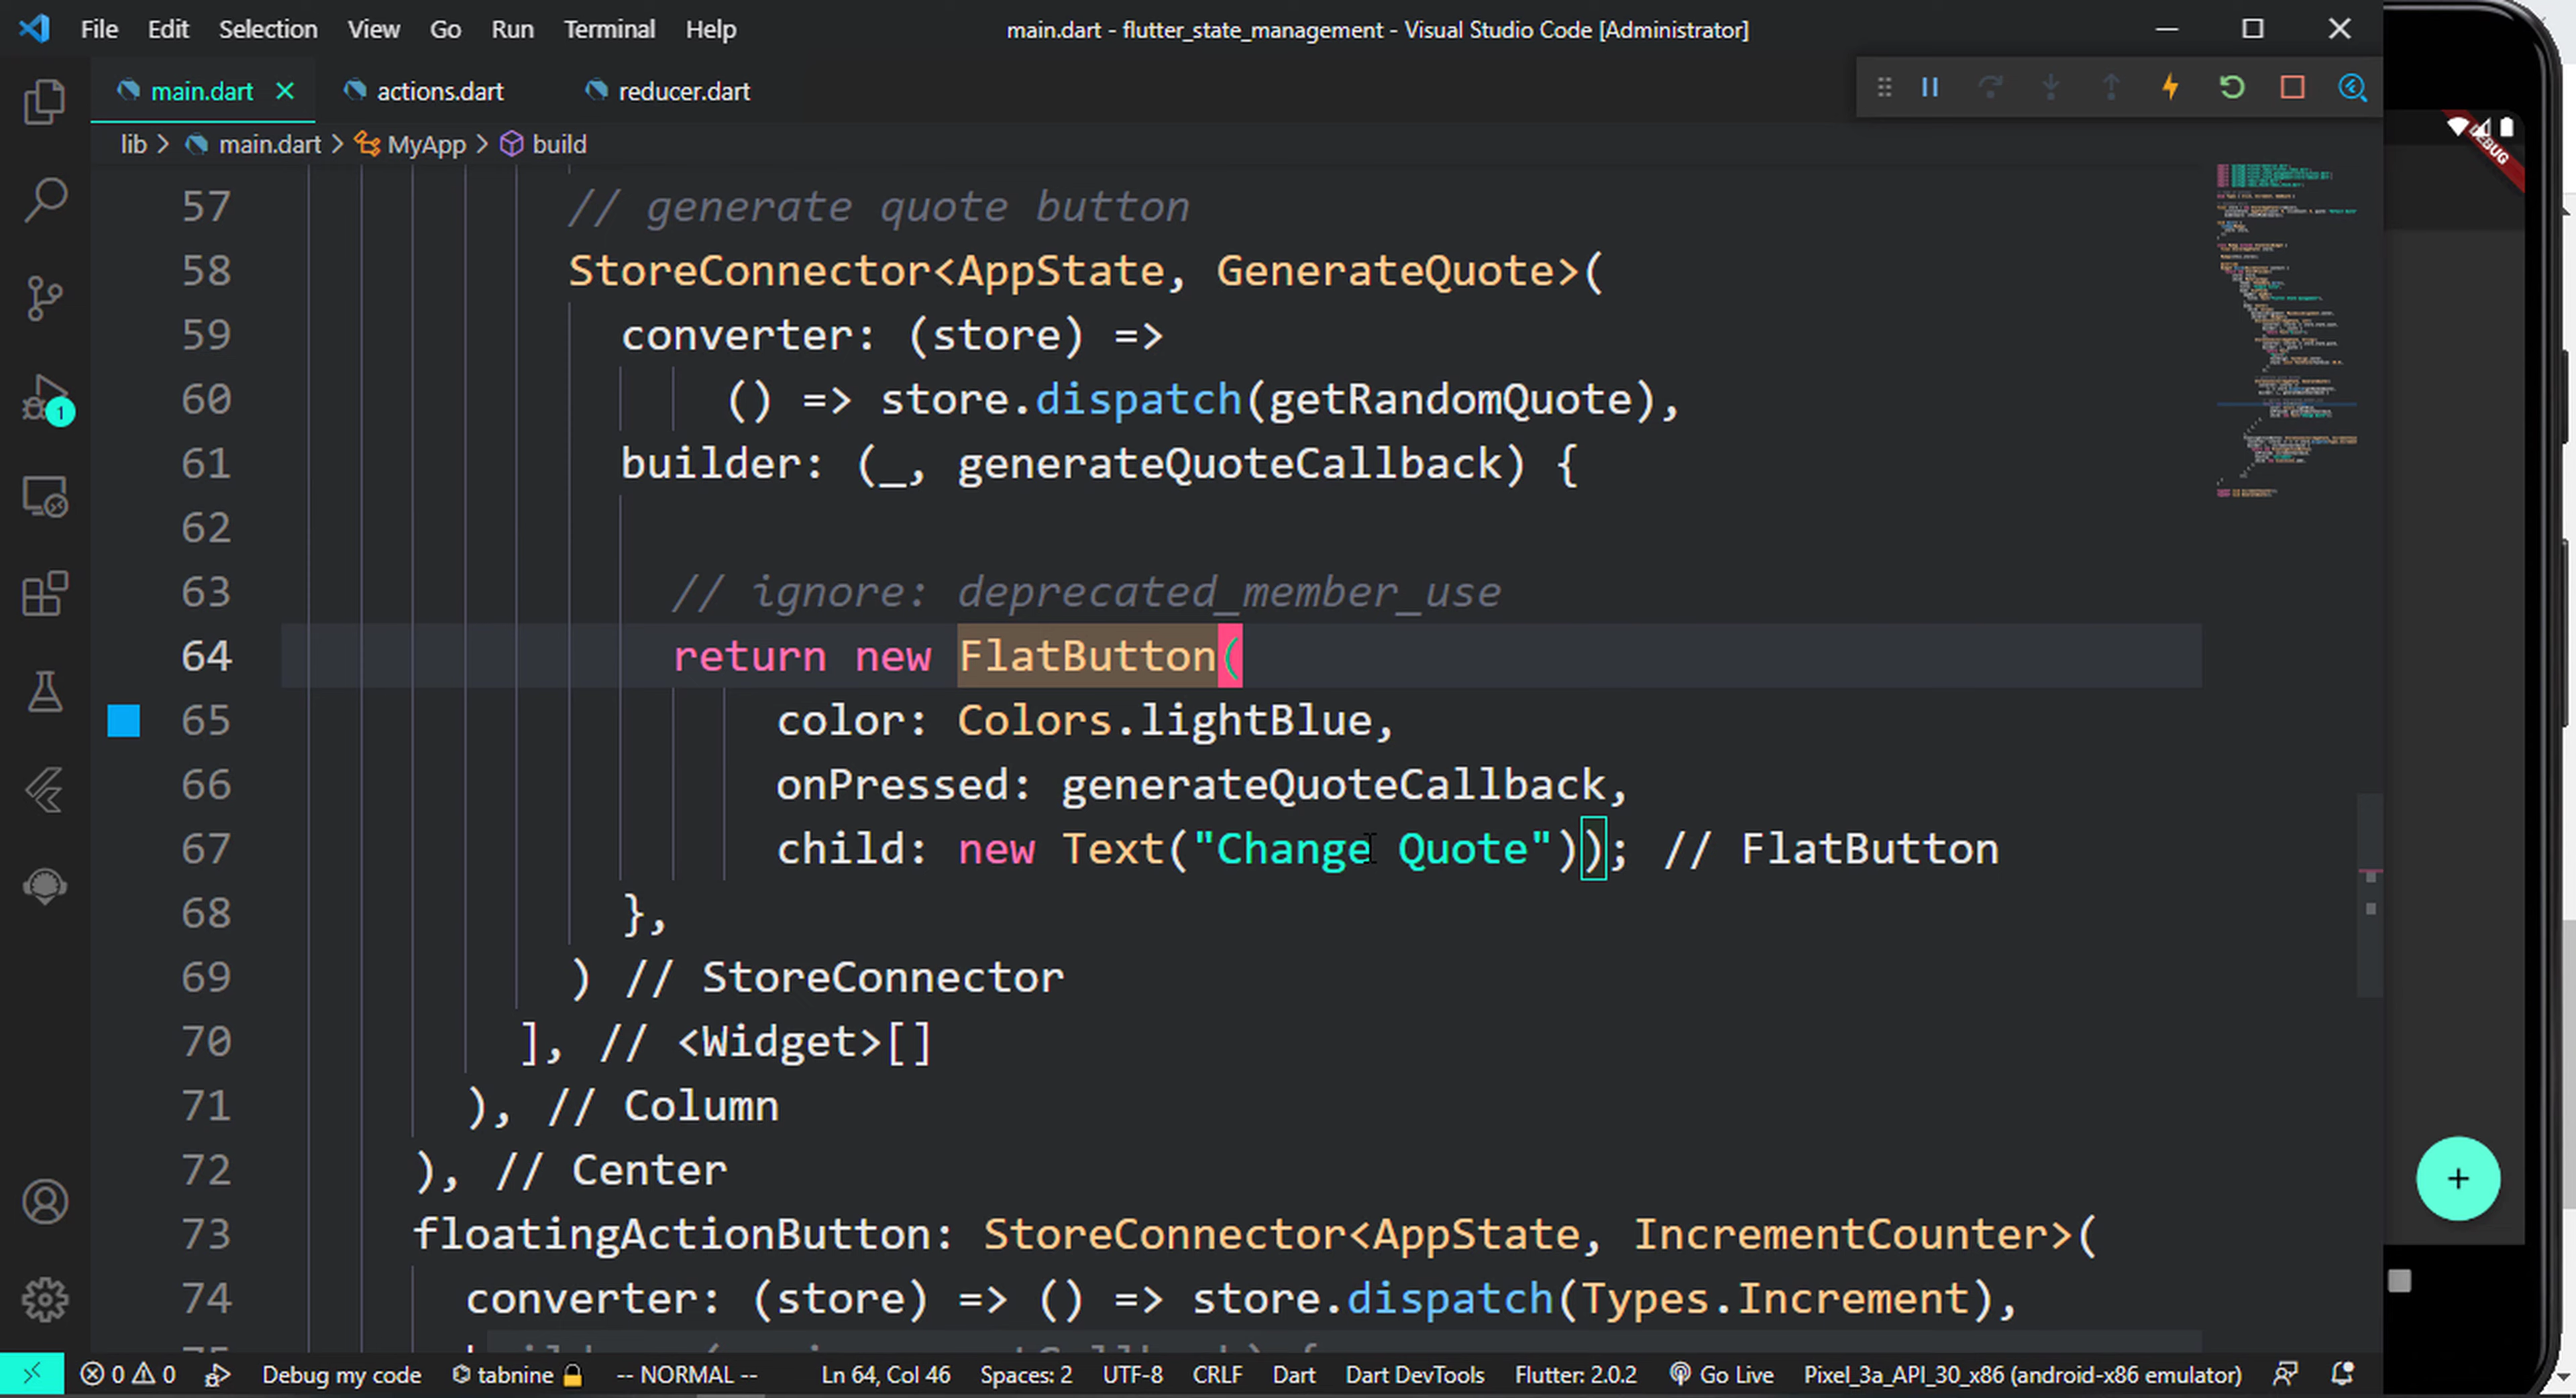 File Edit Selection View Go Run Terminal Help main.dart - flutter_state_management - Visual Studio Code [Administrator]
main.dart actions.dart reducer.dart
lib > main.dart > MyApp > build
DEBUG
57 // generate quote button
58 StoreConnector<AppState, GenerateQuote>(
59 converter: (store) =>
60 () => store.dispatch(getRandomQuote),
61 builder: (_, generateQuoteCallback) {
62
63 // ignore: deprecated_member_use
64 return new FlatButton(
65 color: Colors.lightBlue,
66 onPressed: generateQuoteCallback,
67 child: new Text("Change Quote")); // FlatButton
68 },
69 ) // StoreConnector
70 ], // <Widget>[]
71 ), // Column
72 ), // Center
73 floatingActionButton: StoreConnector<AppState, IncrementCounter>(
74 converter: (store) => () => store.dispatch(Types.Increment),
1
0 0 Debug my code tabnine -- NORMAL -- Ln 64, Col 46 Spaces: 2 UTF-8 CRLF Dart Dart DevTools Flutter: 2.0.2 Go Live Pixel_3a_API_30_x86 (android-x86 emulator)